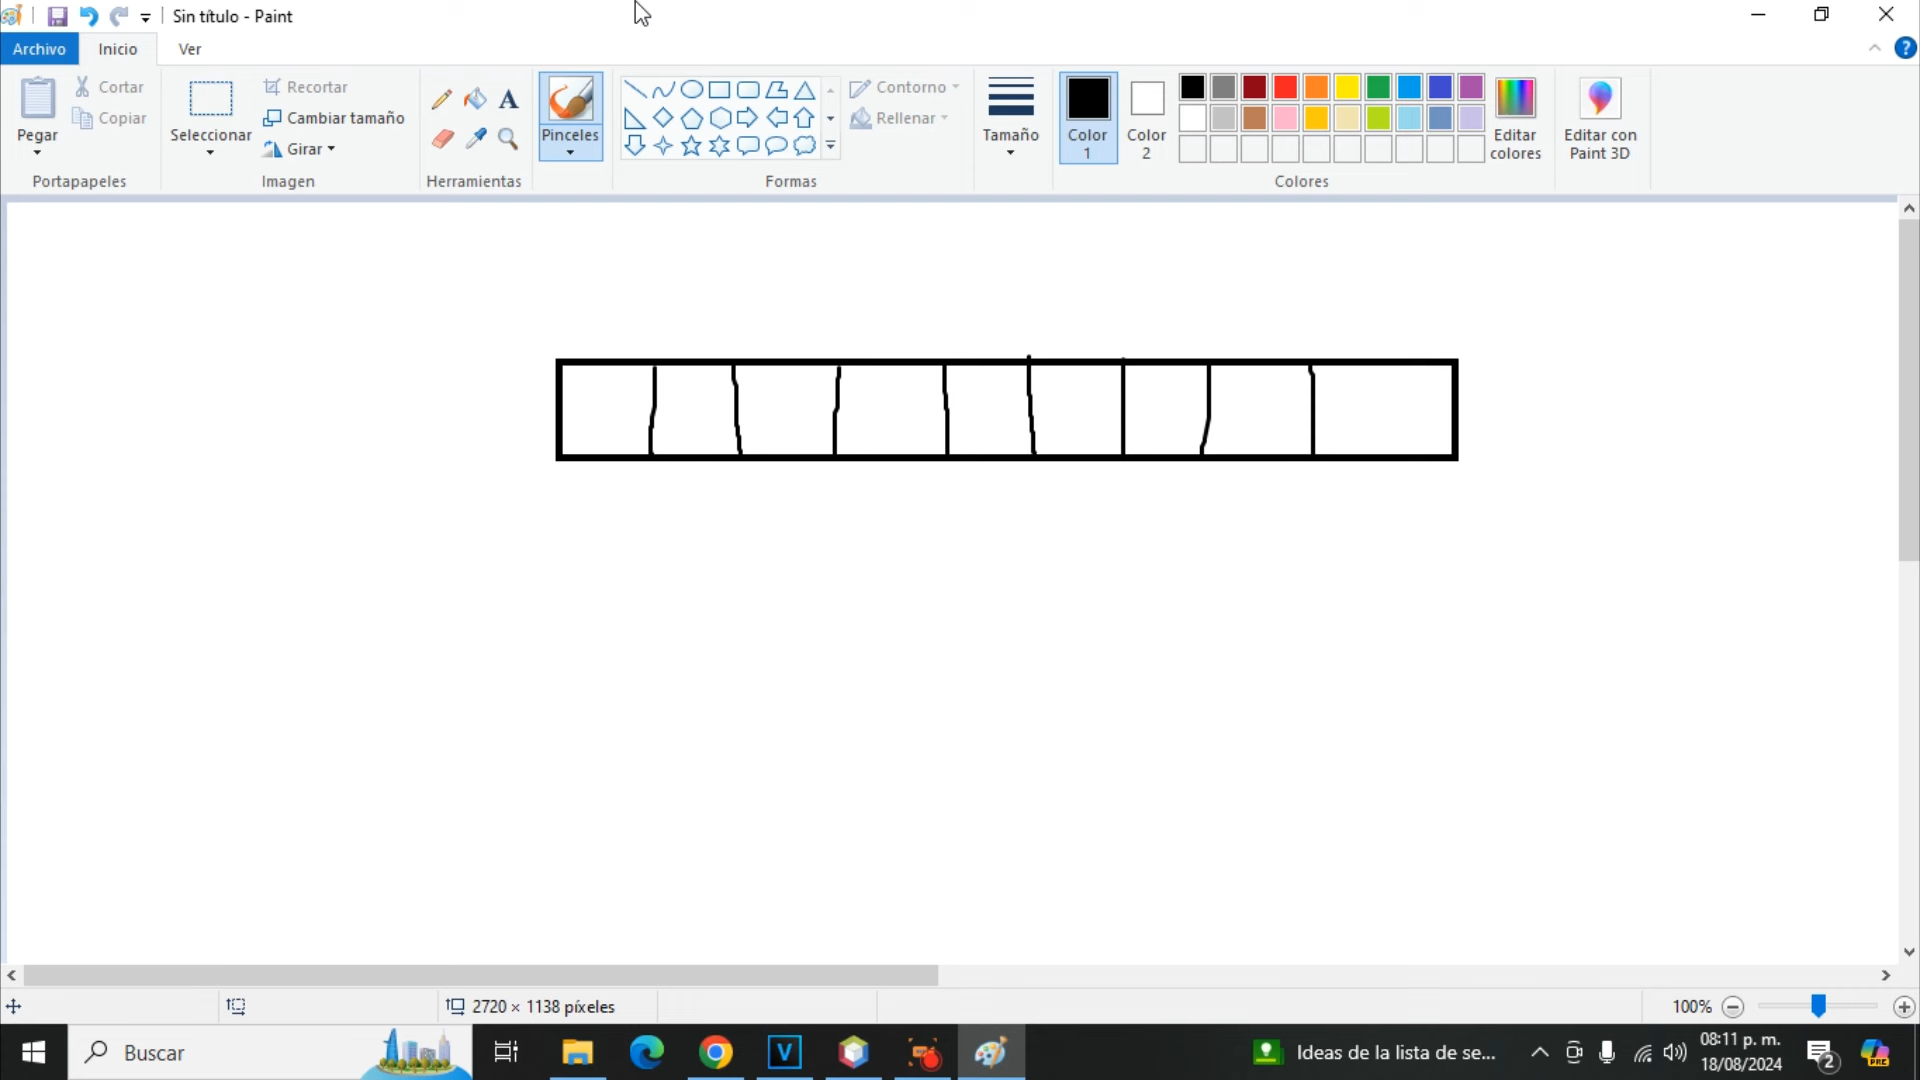 Sin título - Paint
Archivo Inicio Ver
Pegar
Cortar
Copiar
Portapapeles
Seleccionar
Recortar
Cambiar tamaño
Girar
Imagen
A
Herramientas
Pinceles
Formas
Contorno
Rellenar
Tamaño
Color 1
Color 2
Colores
Editar colores
Editar con Paint 3D
2720 × 1138 píxeles
100%
Buscar
V
Ideas de la lista de se...
08:11 p. m.
18/08/2024
2
PRE